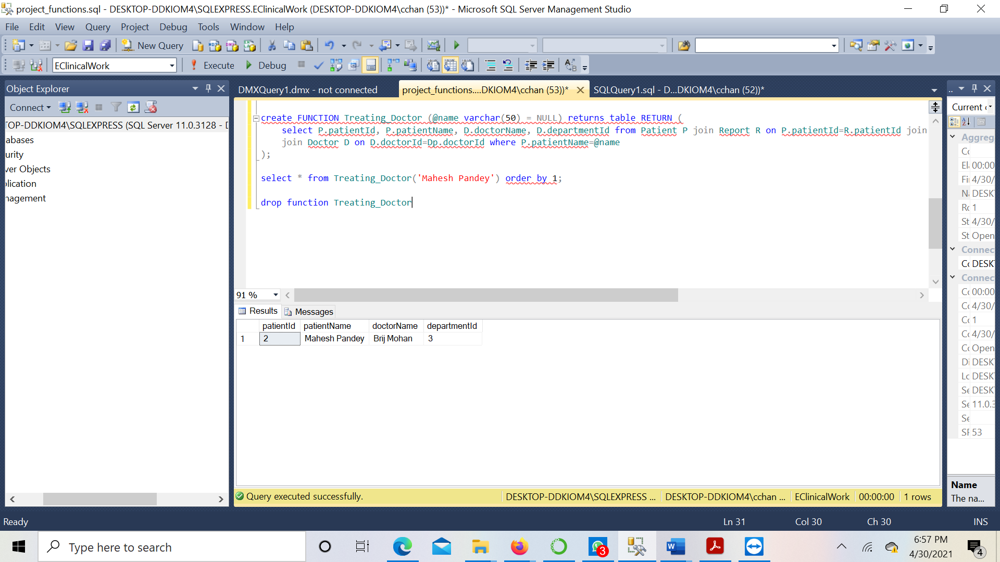 project_functions.sql - DESKTOP-DDKIOM4\SQLEXPRESS.EClinicalWork (DESKTOP-DDKIOM4\cchan (53))* - Microsoft SQL Server Management Studio
File Edit View Query Project Debug Tools Window Help
New Query
EClinicalWork Execute Debug
Object Explorer
Connect
TOP-DDKIOM4\SQLEXPRESS (SQL Server 11.0.3128 - D
abases
urity
ver Objects
plication
nagement
DMXQuery1.dmx - not connected project_functions....DKIOM4\cchan (53))* SQLQuery1.sql - D...DKIOM4\cchan (52))*
create FUNCTION Treating_Doctor (@name varchar(50) = NULL) returns table RETURN (
select P.patientId, P.patientName, D.doctorName, D.departmentId from Patient P join Report R on P.patientId=R.patientId join
join Doctor D on D.doctorId=Dp.doctorId where P.patientName=@name
);
select * from Treating_Doctor('Mahesh Pandey') order by 1;
drop function Treating_Doctor
91 %
Results Messages
patientId patientName doctorName departmentId
1 2 Mahesh Pandey Brij Mohan 3
Query executed successfully. DESKTOP-DDKIOM4\SQLEXPRESS ... DESKTOP-DDKIOM4\cchan ... EClinicalWork 00:00:00 1 rows
..
Current
Aggreg
Cc
Ela 00:00
Fi 4/30/
Na DESK
Rc 1
St 4/30/
St Open
Connec
Cc DESK
Connec
Cc 00:00
Cc 4/30/
Cc 1
Cc 4/30/
Cc Open
Di DESK
Lc DESK
Se DESK
Se 11.0.3
Se
SF 53
Name
The na...
Ready Ln 31 Col 30 Ch 30 INS
Type here to search
3
6:57 PM
4/30/2021
4